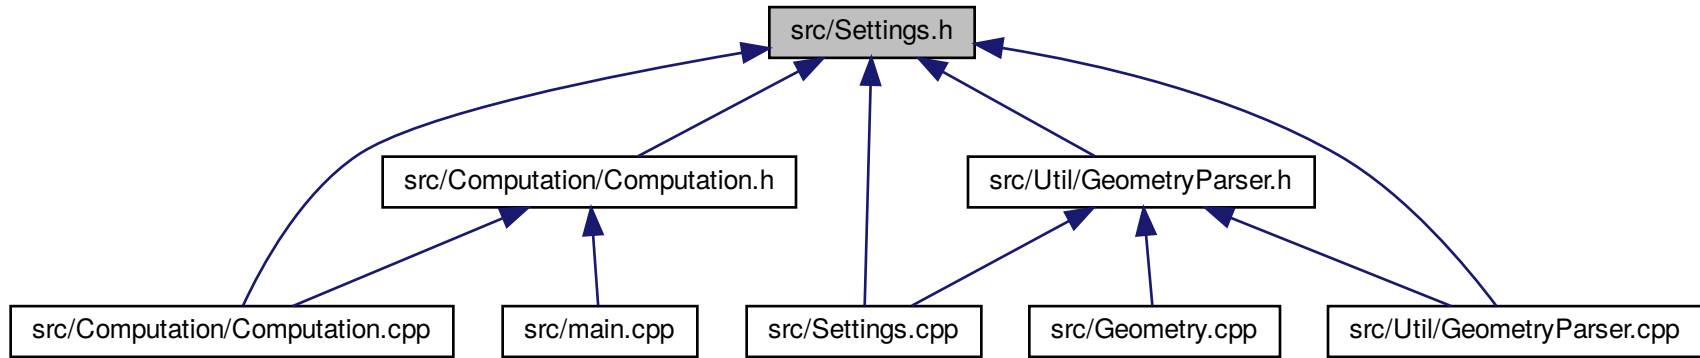 src/Settings.h
src/Computation/Computation.h
src/Util/GeometryParser.h
src/Computation/Computation.cpp
src/main.cpp
src/Settings.cpp
src/Geometry.cpp
src/Util/GeometryParser.cpp